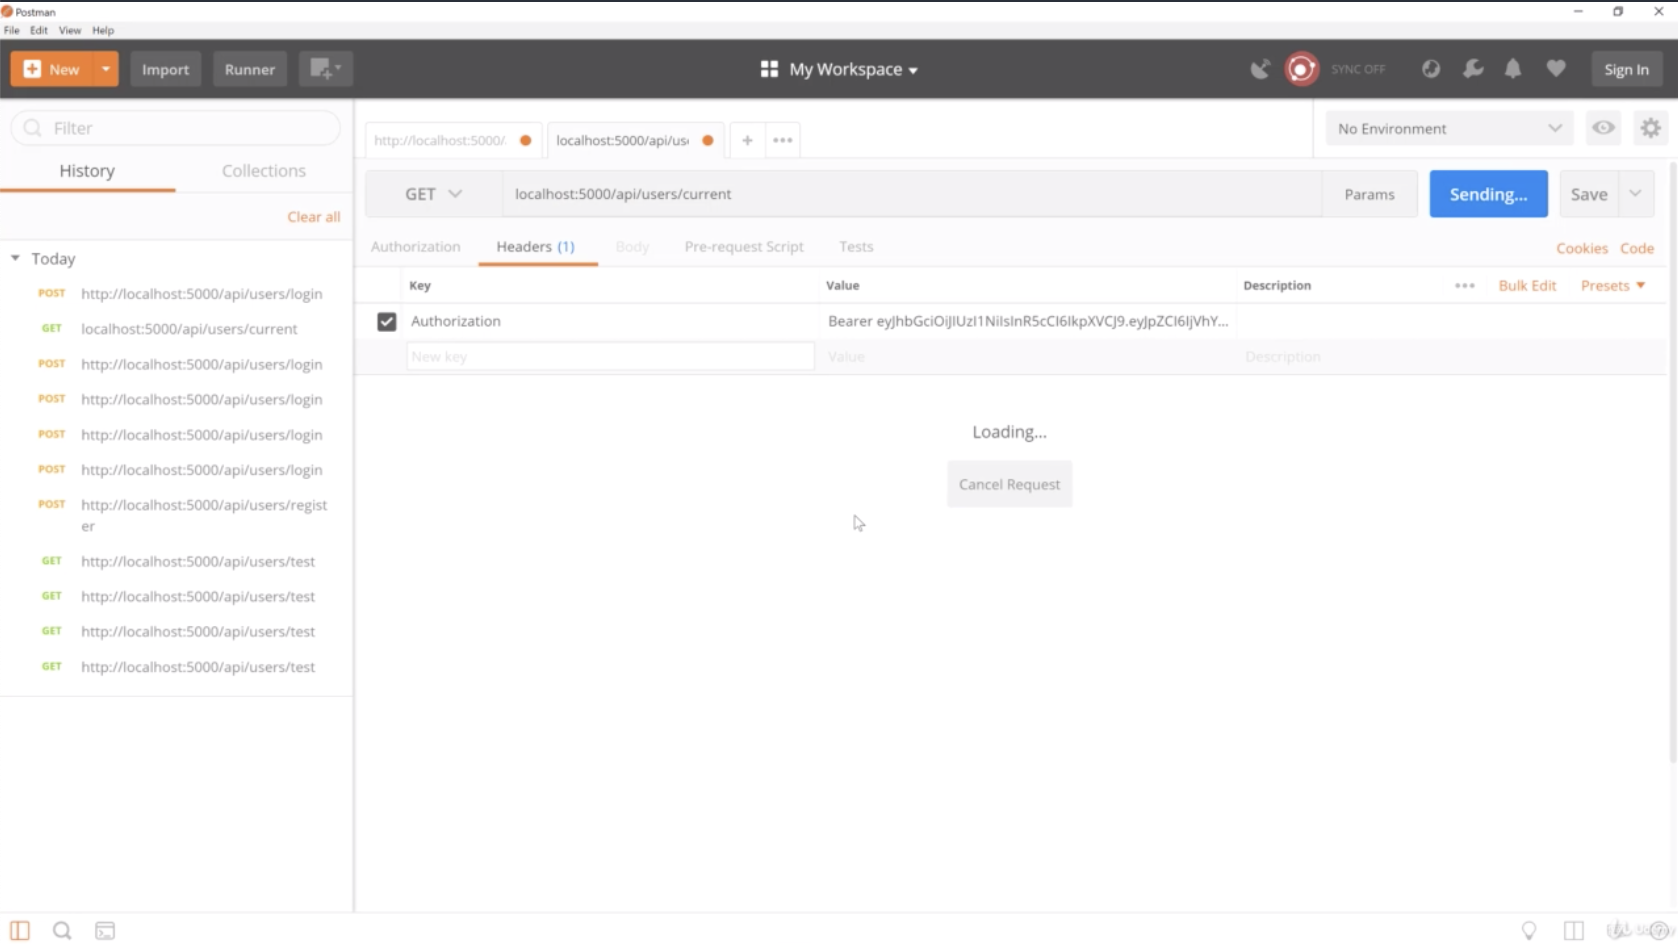 Postman
File Edit View Help
New Import Runner
My Workspace
SYNC OFF
Sign In
Filter
History Collections
Clear all
Today
POST http://localhost:5000/api/users/login
GET localhost:5000/api/users/current
POST http://localhost:5000/api/users/login
POST http://localhost:5000/api/users/login
POST http://localhost:5000/api/users/login
POST http://localhost:5000/api/users/login
POST http://localhost:5000/api/users/regist
er
GET http://localhost:5000/api/users/test
GET http://localhost:5000/api/users/test
GET http://localhost:5000/api/users/test
GET http://localhost:5000/api/users/test
http://localhost:5000/ localhost:5000/api/use
No Environment
GET localhost:5000/api/users/current Params Sending... Save
Authorization Headers (1) Body Pre-request Script Tests
Cookies Code
Key Value Description Bulk Edit Presets
Authorization Bearer eyJhbGciOiJIUzI1NiIsInR5cCI6IkpXVCJ9.eyJpZCI6IjVhY...
New key Value Description
Loading...
Cancel Request